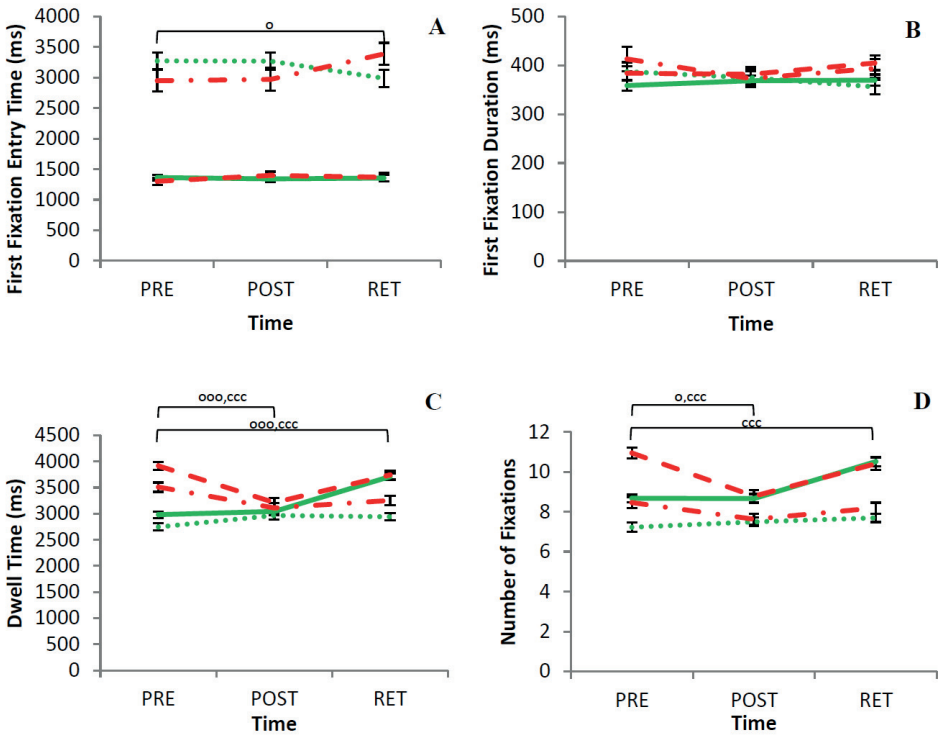 A
o
First Fixation Entry Time (ms)
4000
3500
3000
2500
2000
1500
1000
500
0
PRE POST RET
Time
B
First Fixation Duration (ms)
500
400
300
200
100
0
PRE POST RET
Time
C
ooo,ccc
ooo,ccc
Dwell Time (ms)
4500
4000
3500
3000
2500
2000
1500
1000
500
0
PRE POST RET
Time
D
o,ccc
ccc
Number of Fixations
12
10
8
6
4
2
0
PRE POST RET
Time